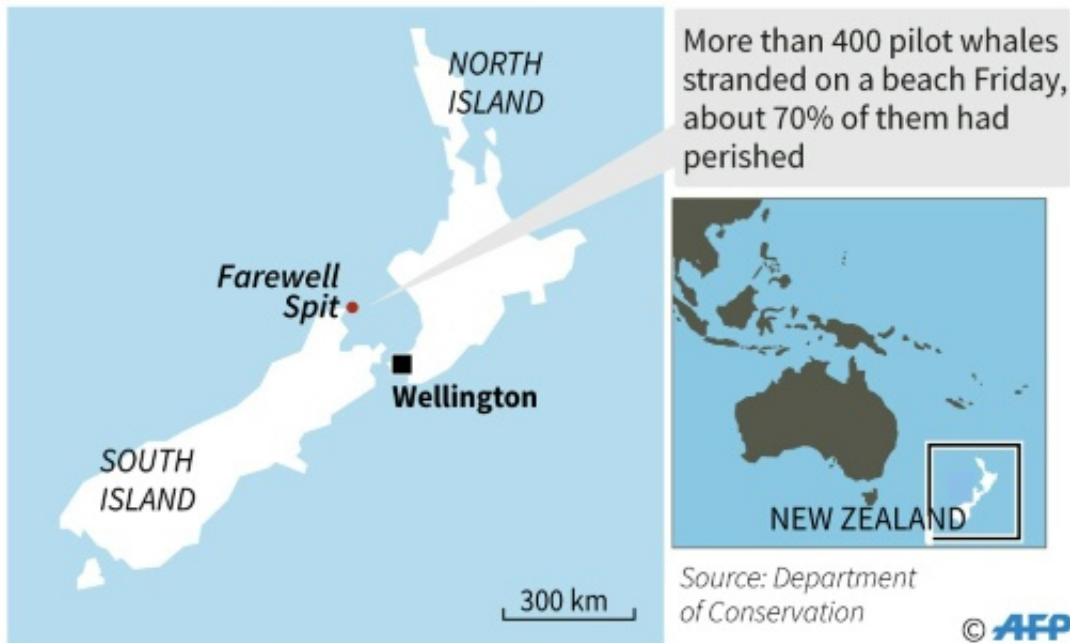 NORTH
ISLAND
More than 400 pilot whales
stranded on a beach Friday,
about 70% of them had
perished
Farewell
Spit
Wellington
SOUTH
ISLAND
300 km
NEW ZEALAND
Source: Department
of Conservation
© AFP